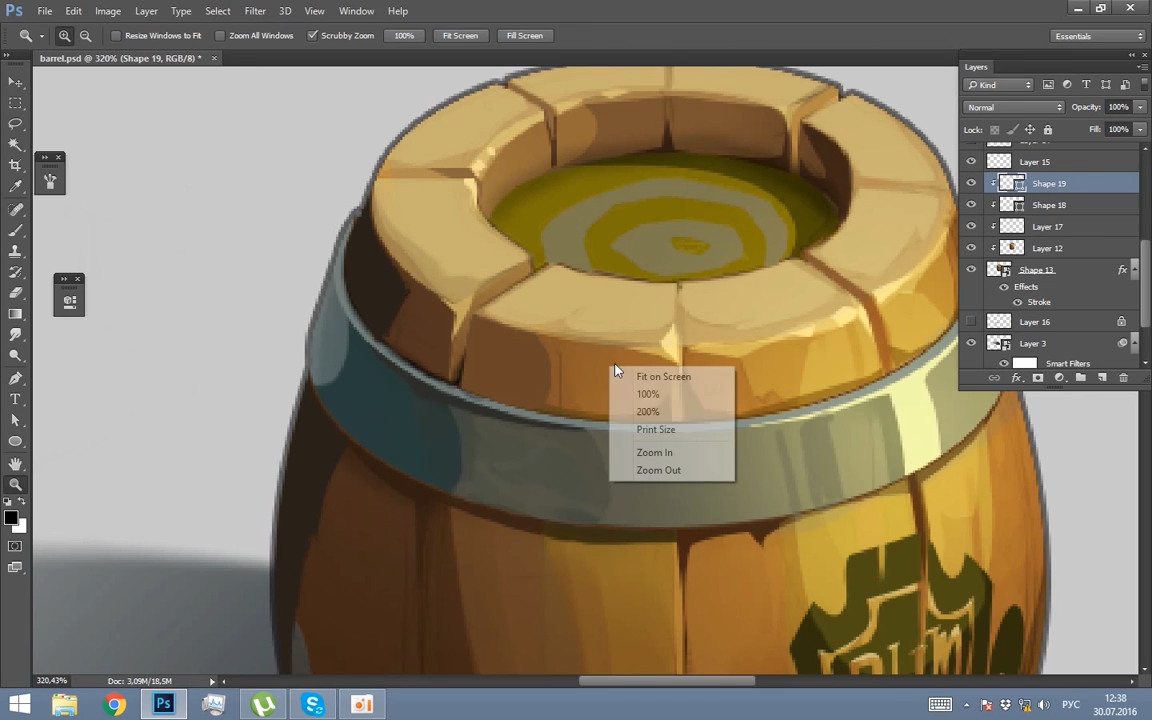 Ps File Edit Image Layer Type Select Filter 3D View Window Help
Resize Windows to Fit Zoom All Windows Scrubby Zoom 100% Fit Screen Fill Screen Essentials
barrel.psd @ 320% (Shape 19, RGB/8) *
Layers
Kind
Normal Opacity: 100%
Lock: Fill: 100%
Layer 15
Shape 19
Shape 18
Layer 17
Layer 12
Shape 13 fx
Effects
Stroke
Layer 16
Layer 3
Smart Filters
Fit on Screen
100%
200%
Print Size
Zoom In
Zoom Out
320,43% Doc: 3,09M/18,5M
Ps РУС 12:38
30.07.2016